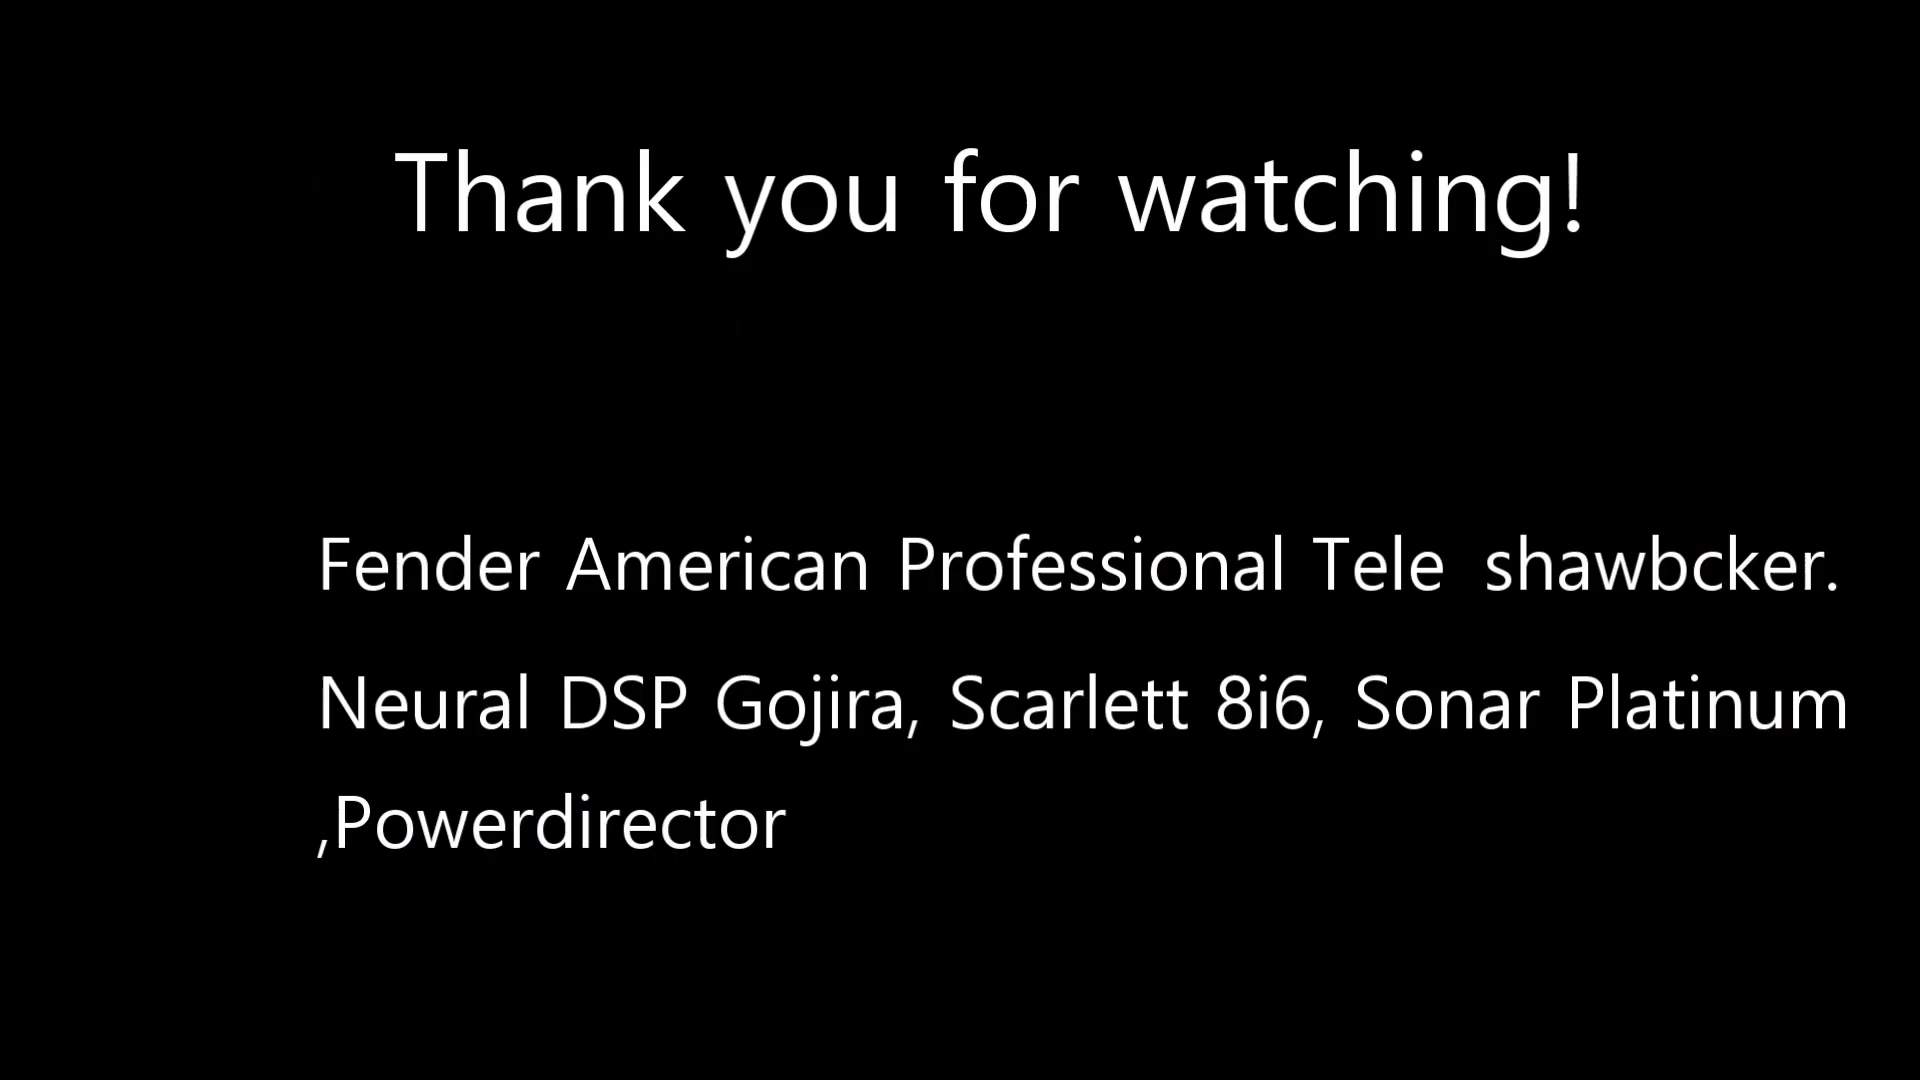 Thank you for watching!
Fender American Professional Tele shawbcker.
Neural DSP Gojira, Scarlett 8i6, Sonar Platinum
,Powerdirector